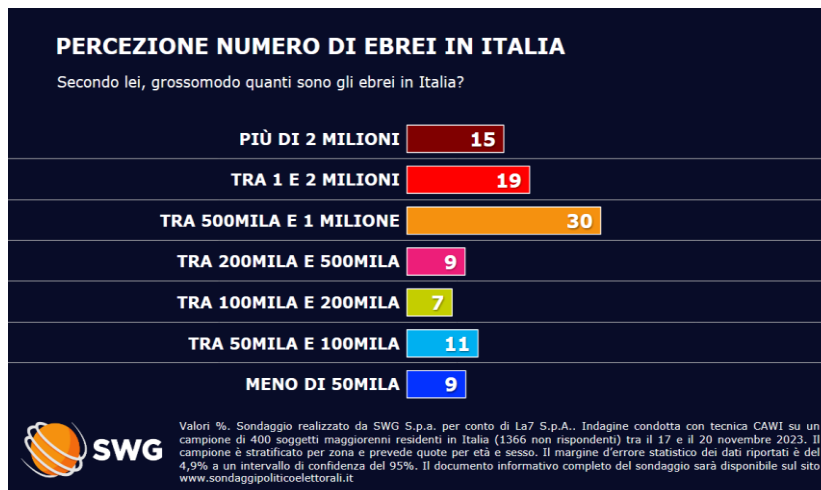 PERCEZIONE NUMERO DI EBREI IN ITALIA
Secondo lei, grossomodo quanti sono gli ebrei in Italia?
PIÙ DI 2 MILIONI 15
TRA 1 E 2 MILIONI 19
TRA 500MILA E 1 MILIONE 30
TRA 200MILA E 500MILA 9
TRA 100MILA E 200MILA 7
TRA 50MILA E 100MILA 11
MENO DI 50MILA 9
SWG
Valori %. Sondaggio realizzato da SWG S.p.a. per conto di La7 S.p.A.. Indagine condotta con tecnica CAWI su un
campione di 400 soggetti maggiorenni residenti in Italia (1366 non rispondenti) tra il 17 e il 20 novembre 2023. Il
campione è stratificato per zona e prevede quote per età e sesso. Il margine d'errore statistico dei dati riportati è del
4,9% a un intervallo di confidenza del 95%. Il documento informativo completo del sondaggio sarà disponibile sul sito
www.sondaggipoliticoelettorali.it